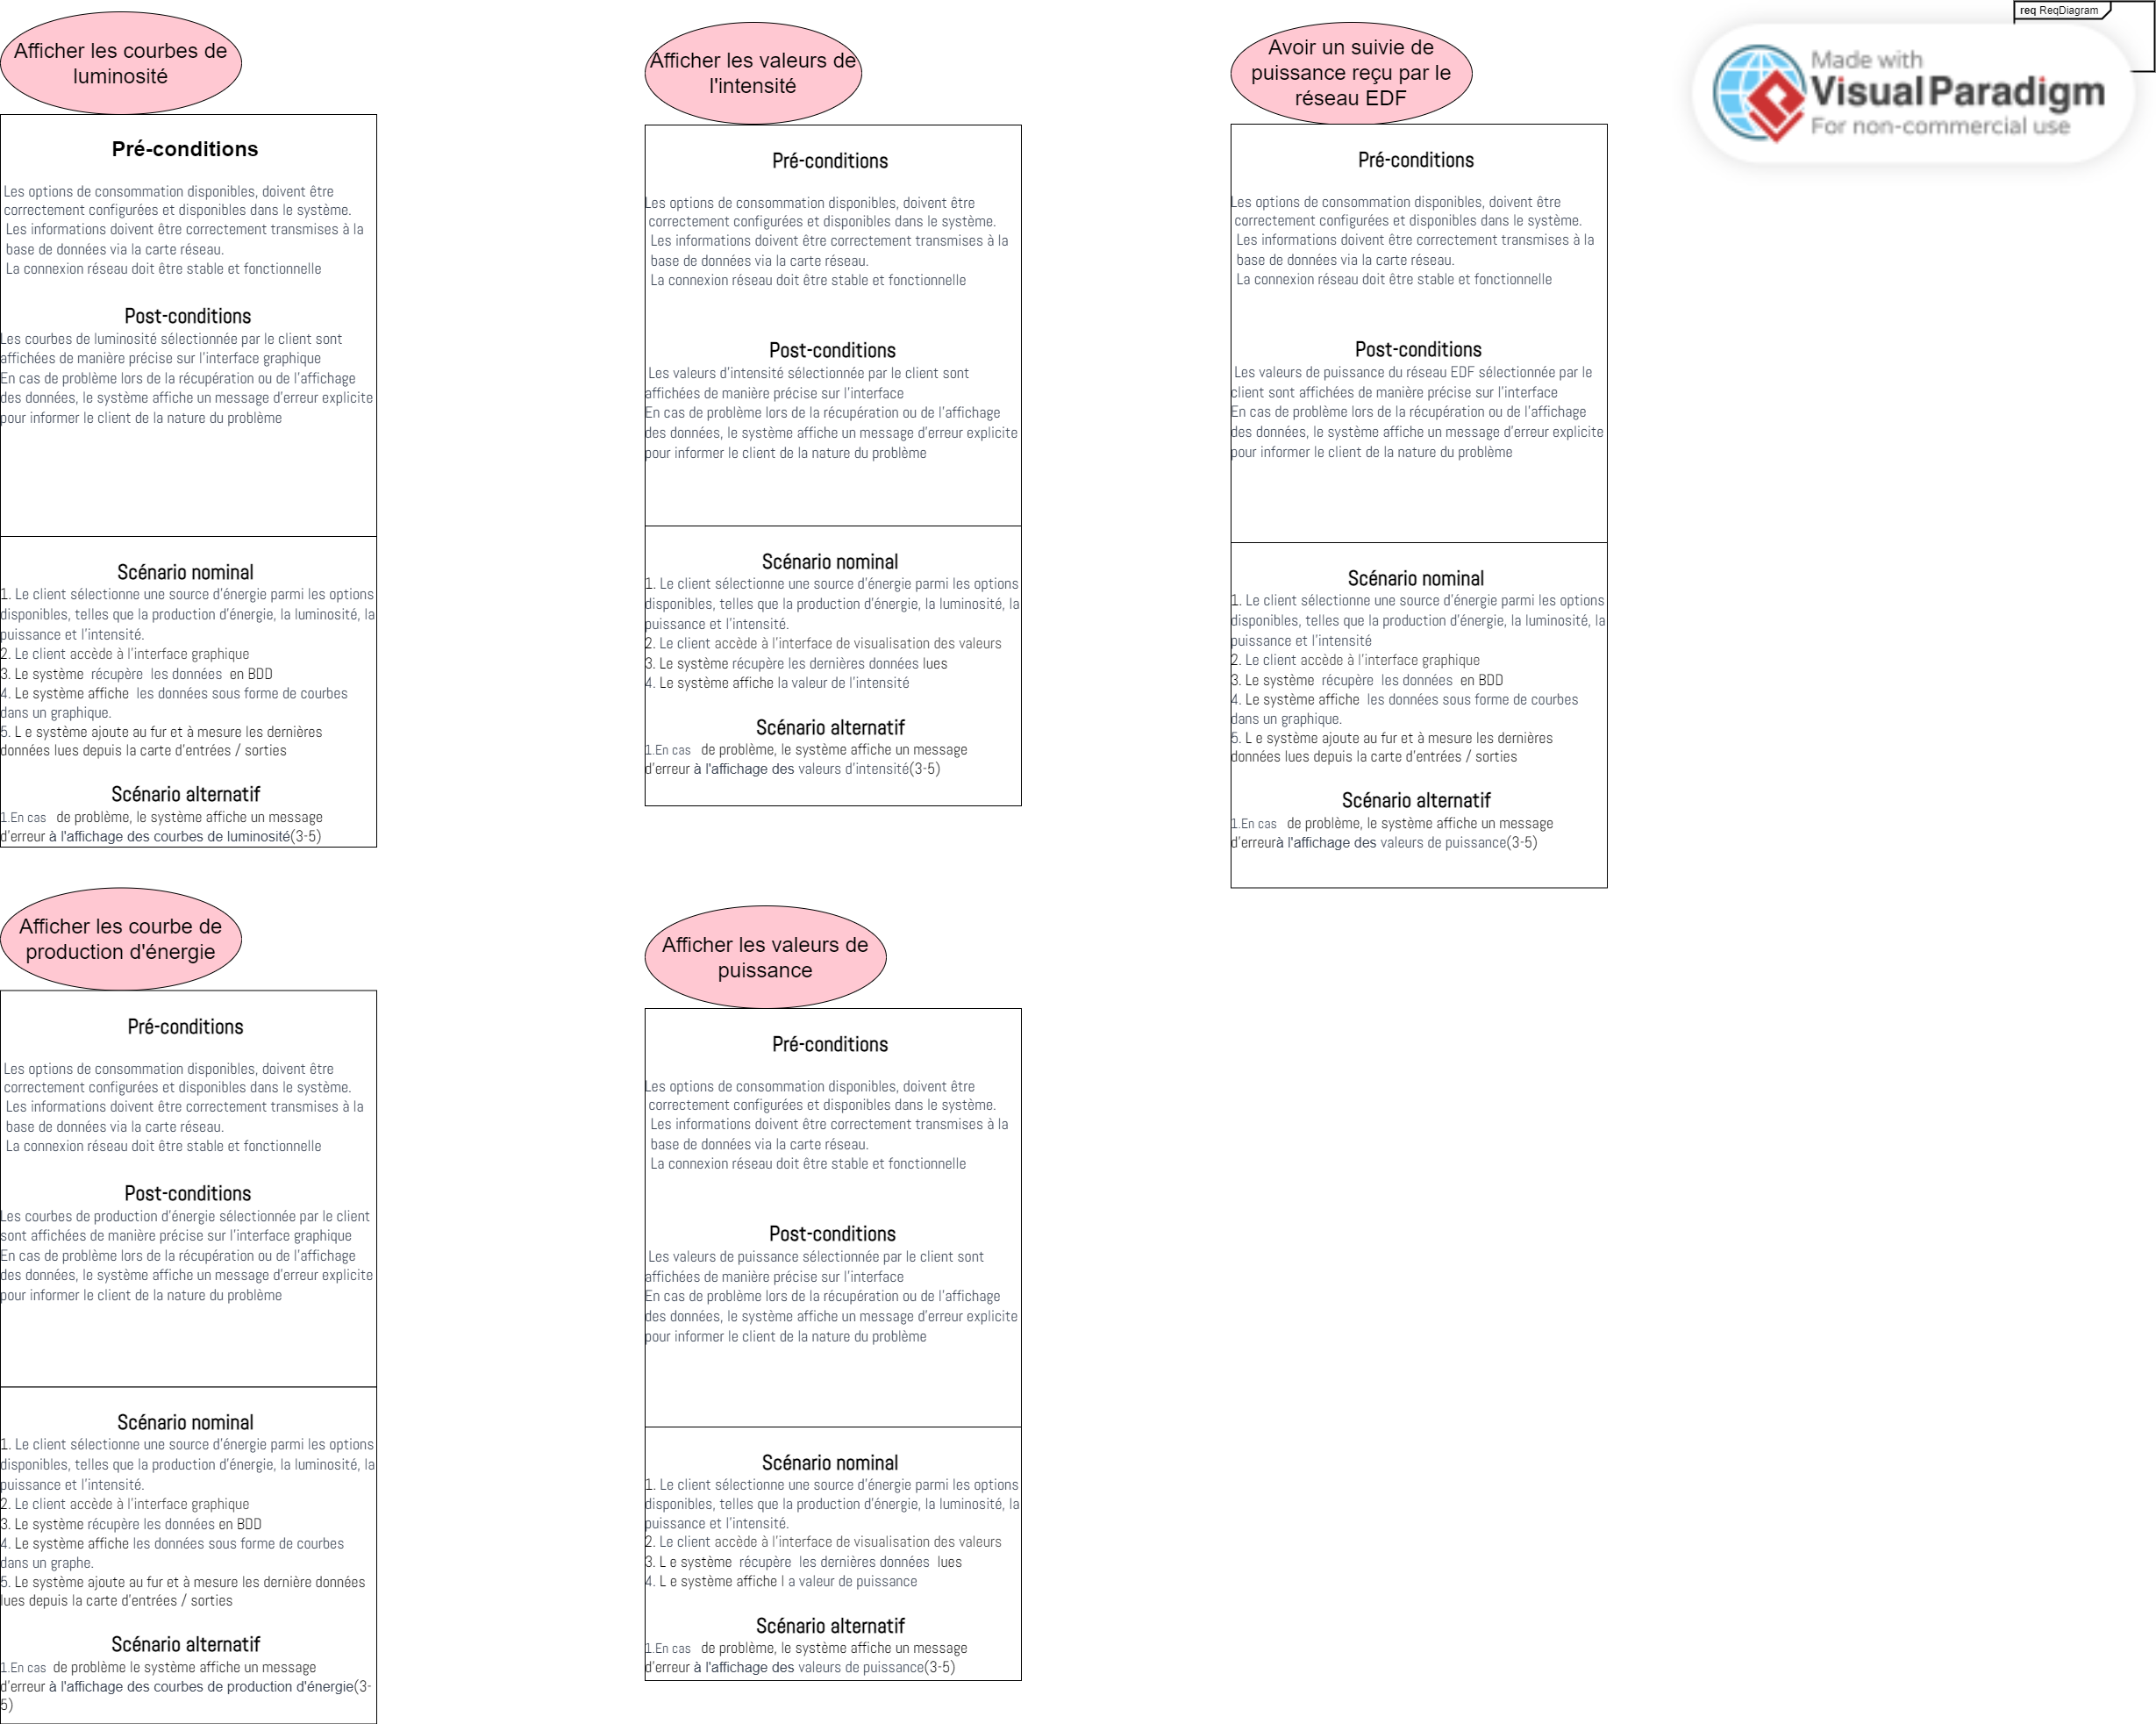 Afficher les courbes de
luminosité
Pré-conditions
Les options de consommation disponibles, doivent être
correctement configurées et disponibles dans le système.
Les informations doivent être correctement transmises à la
base de données via la carte réseau.
La connexion réseau doit être stable et fonctionnelle
Post-conditions
Les courbes de luminosité sélectionnée par le client sont
affichées de manière précise sur l'interface graphique
En cas de problème lors de la récupération ou de l'affichage
des données, le système affiche un message d'erreur explicite
pour informer le client de la nature du problème
Scénario nominal
1. Le client sélectionne une source d'énergie parmi les options
disponibles, telles que la production d'énergie, la luminosité, la
puissance et l'intensité.
2. Le client accède à l'interface graphique
3. Le système récupère les données en BDD
4. Le système affiche les données sous forme de courbes
dans un graphique.
5. L e système ajoute au fur et à mesure les dernières
données lues depuis la carte d'entrées / sorties
Scénario alternatif
1.En cas de problème, le système affiche un message
d'erreur à l'affichage des courbes de luminosité(3-5)
Afficher les valeurs de
l'intensité
Pré-conditions
Les options de consommation disponibles, doivent être
correctement configurées et disponibles dans le système.
Les informations doivent être correctement transmises à la
base de données via la carte réseau.
La connexion réseau doit être stable et fonctionnelle
Post-conditions
Les valeurs d'intensité sélectionnée par le client sont
affichées de manière précise sur l'interface
En cas de problème lors de la récupération ou de l'affichage
des données, le système affiche un message d'erreur explicite
pour informer le client de la nature du problème
Scénario nominal
1. Le client sélectionne une source d'énergie parmi les options
disponibles, telles que la production d'énergie, la luminosité, la
puissance et l'intensité.
2. Le client accède à l'interface de visualisation des valeurs
3. Le système récupère les dernières données lues
4. Le système affiche la valeur de l'intensité
Scénario alternatif
1.En cas de problème, le système affiche un message
d'erreur à l'affichage des valeurs d'intensité(3-5)
Avoir un suivie de
puissance reçu par le
réseau EDF
Pré-conditions
Les options de consommation disponibles, doivent être
correctement configurées et disponibles dans le système.
Les informations doivent être correctement transmises à la
base de données via la carte réseau.
La connexion réseau doit être stable et fonctionnelle
Post-conditions
Les valeurs de puissance du réseau EDF sélectionnée par le
client sont affichées de manière précise sur l'interface
En cas de problème lors de la récupération ou de l'affichage
des données, le système affiche un message d'erreur explicite
pour informer le client de la nature du problème
Scénario nominal
1. Le client sélectionne une source d'énergie parmi les options
disponibles, telles que la production d'énergie, la luminosité, la
puissance et l'intensité
2. Le client accède à l'interface graphique
3. Le système récupère les données en BDD
4. Le système affiche les données sous forme de courbes
dans un graphique.
5. L e système ajoute au fur et à mesure les dernières
données lues depuis la carte d'entrées / sorties
Scénario alternatif
1.En cas de problème, le système affiche un message
d'erreurà l'affichage des valeurs de puissance(3-5)
req ReqDiagram
Made with
Visual Paradigm
For non-commercial use
Afficher les courbe de
production d'énergie
Pré-conditions
Les options de consommation disponibles, doivent être
correctement configurées et disponibles dans le système.
Les informations doivent être correctement transmises à la
base de données via la carte réseau.
La connexion réseau doit être stable et fonctionnelle
Post-conditions
Les courbes de production d'énergie sélectionnée par le client
sont affichées de manière précise sur l'interface graphique
En cas de problème lors de la récupération ou de l'affichage
des données, le système affiche un message d'erreur explicite
pour informer le client de la nature du problème
Scénario nominal
1. Le client sélectionne une source d'énergie parmi les options
disponibles, telles que la production d'énergie, la luminosité, la
puissance et l'intensité.
2. Le client accède à l'interface graphique
3. Le système récupère les données en BDD
4. Le système affiche les données sous forme de courbes
dans un graphe.
5. Le système ajoute au fur et à mesure les dernière données
lues depuis la carte d'entrées / sorties
Scénario alternatif
1.En cas de problème le système affiche un message
d'erreur à l'affichage des courbes de production d'énergie(3-
5)
Afficher les valeurs de
puissance
Pré-conditions
Les options de consommation disponibles, doivent être
correctement configurées et disponibles dans le système.
Les informations doivent être correctement transmises à la
base de données via la carte réseau.
La connexion réseau doit être stable et fonctionnelle
Post-conditions
Les valeurs de puissance sélectionnée par le client sont
affichées de manière précise sur l'interface
En cas de problème lors de la récupération ou de l'affichage
des données, le système affiche un message d'erreur explicite
pour informer le client de la nature du problème
Scénario nominal
1. Le client sélectionne une source d'énergie parmi les options
disponibles, telles que la production d'énergie, la luminosité, la
puissance et l'intensité.
2. Le client accède à l'interface de visualisation des valeurs
3. L e système récupère les dernières données lues
4. L e système affiche l a valeur de puissance
Scénario alternatif
1.En cas de problème, le système affiche un message
d'erreur à l'affichage des valeurs de puissance(3-5)